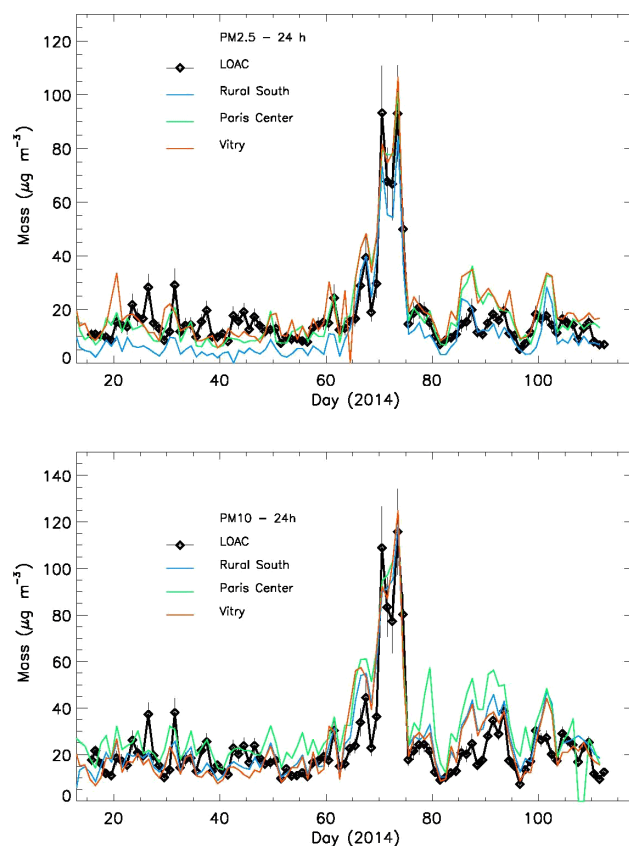 PM2.5 – 24 h
LOAC
Rural South
Paris Center
Vitry
Mass (μg m⁻³)
120
100
80
60
40
20
0
20
40
60
80
100
Day (2014)
PM10 – 24h
LOAC
Rural South
Paris Center
Vitry
Mass (μg m⁻³)
140
120
100
80
60
40
20
0
20
40
60
80
100
Day (2014)